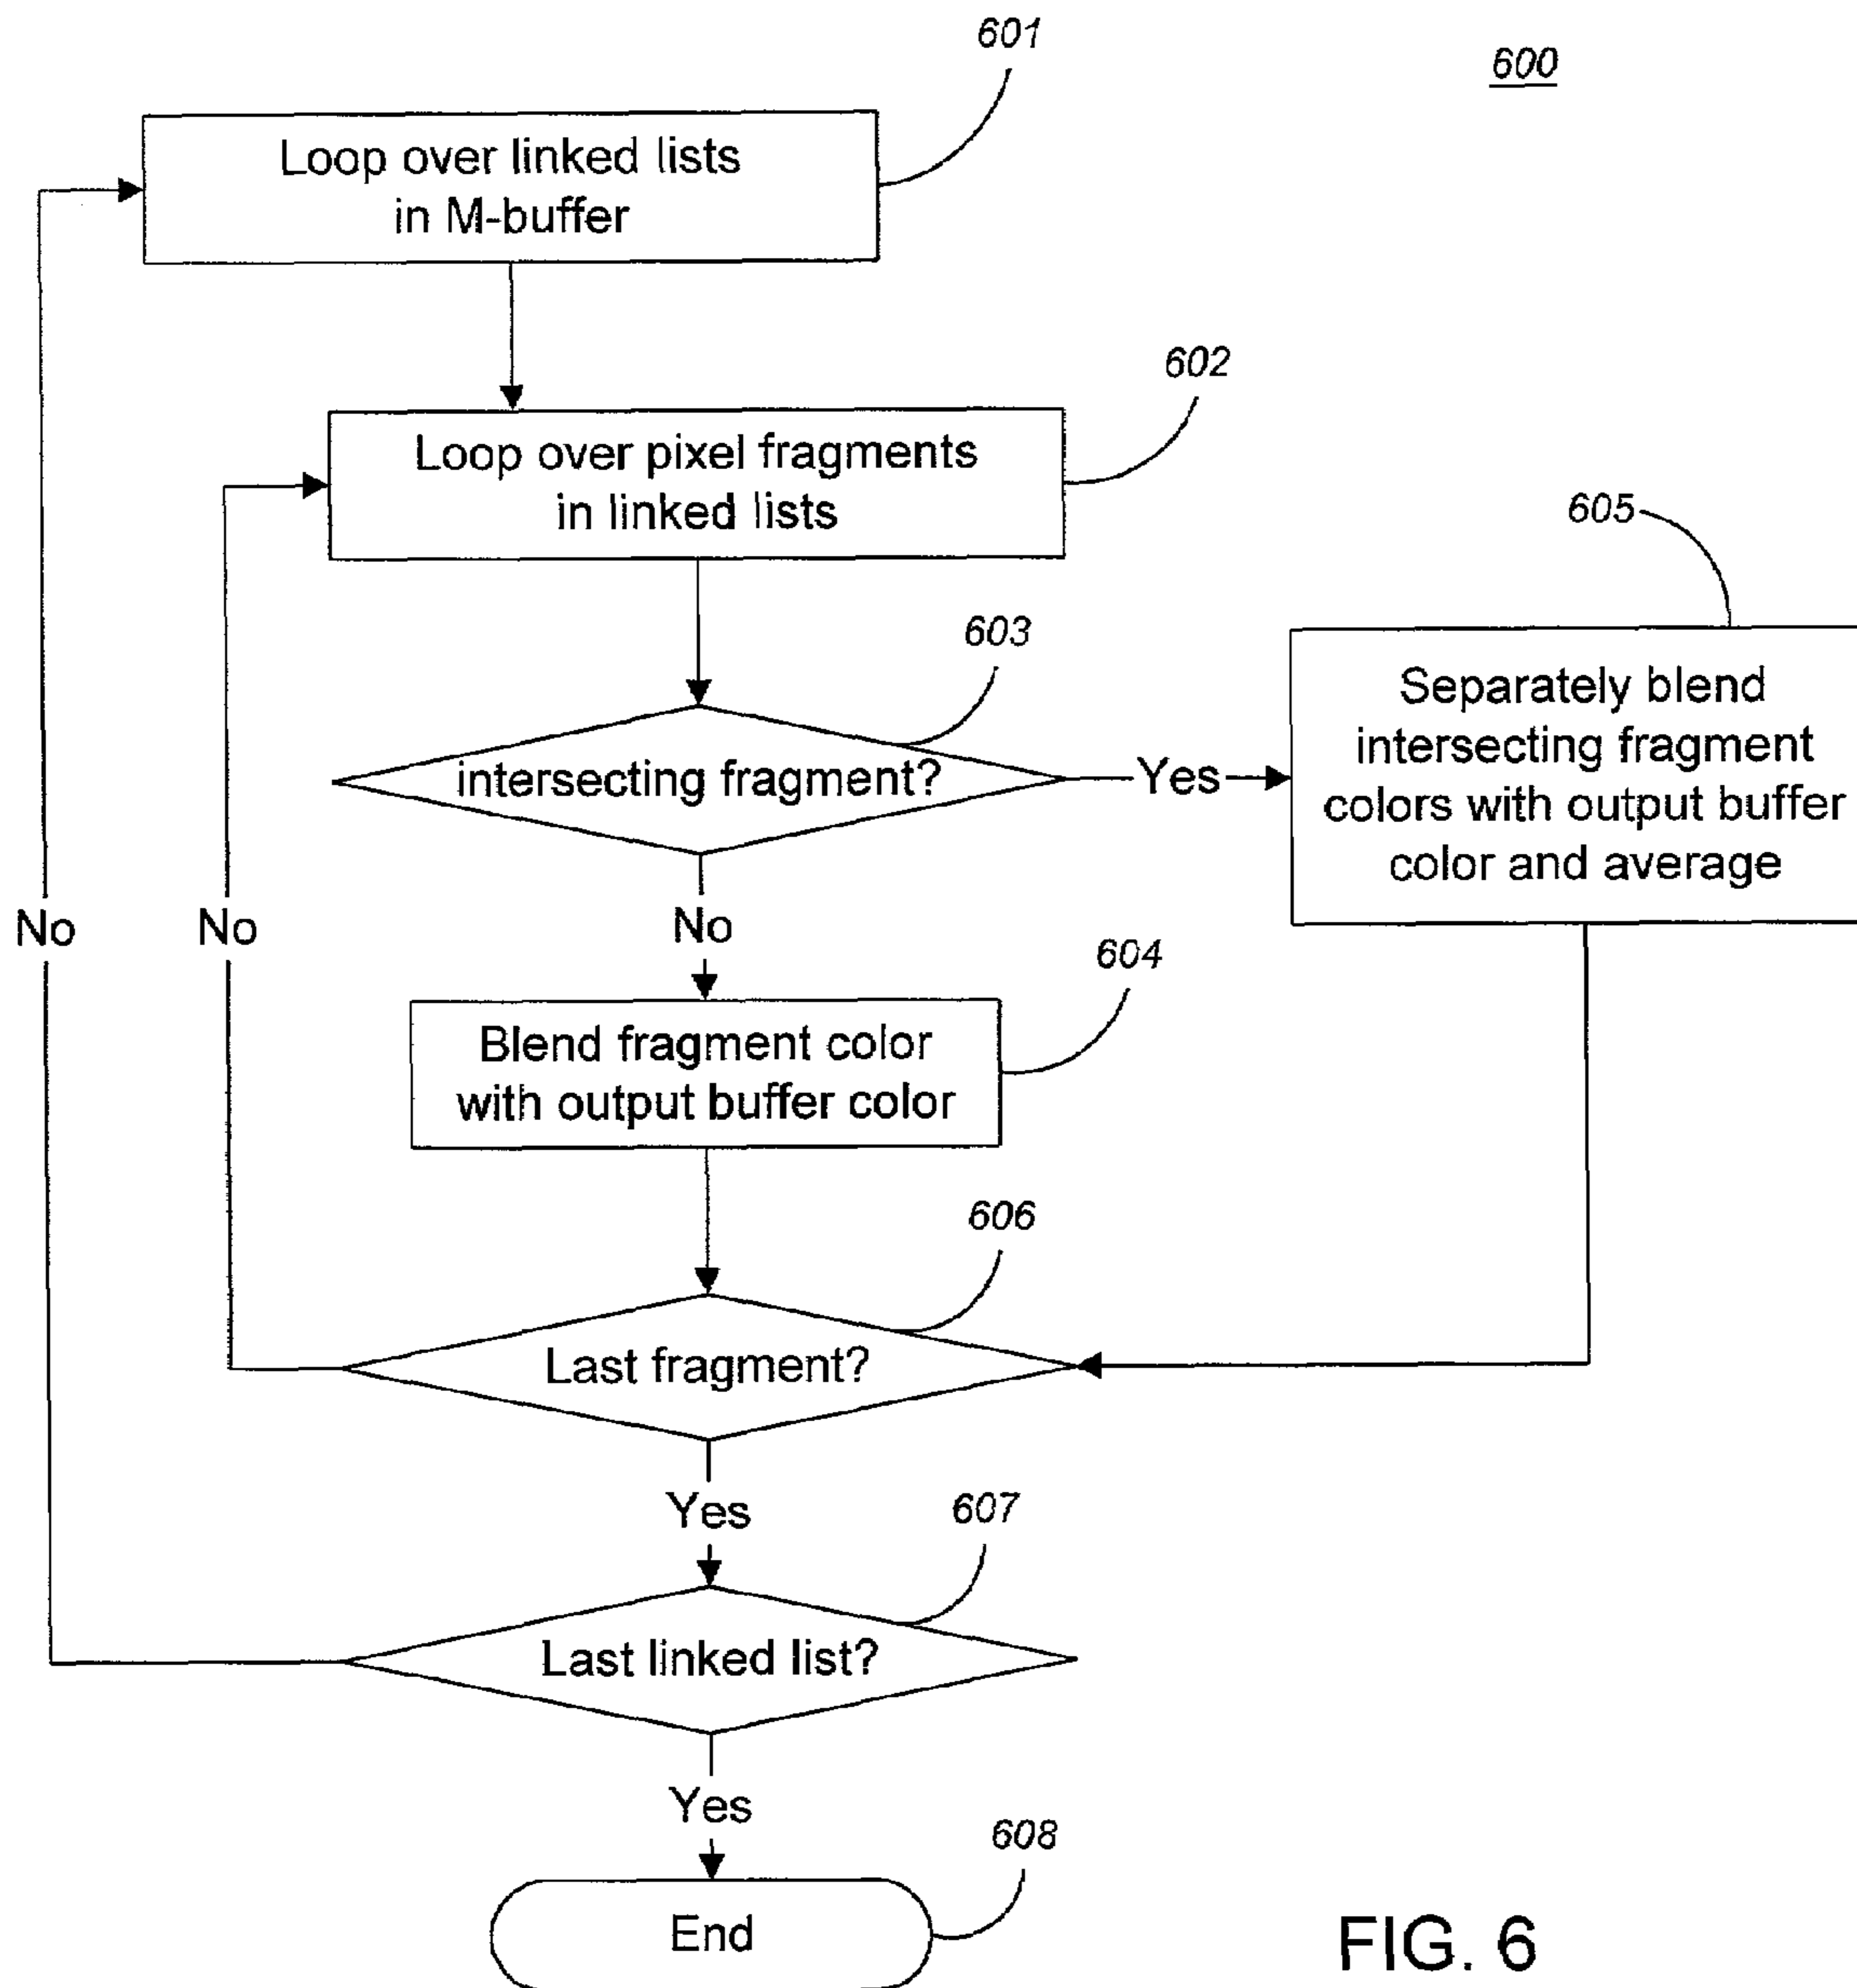 601
600
Loop over linked lists
in M-buffer
602
Loop over pixel fragments
in linked lists
605
603
Separately blend
intersecting fragment
colors with output buffer
color and average
intersecting fragment?
Yes
No
No
No
604
Blend fragment color
with output buffer color
606
Last fragment?
Yes
607
Last linked list?
Yes
608
End
FIG. 6